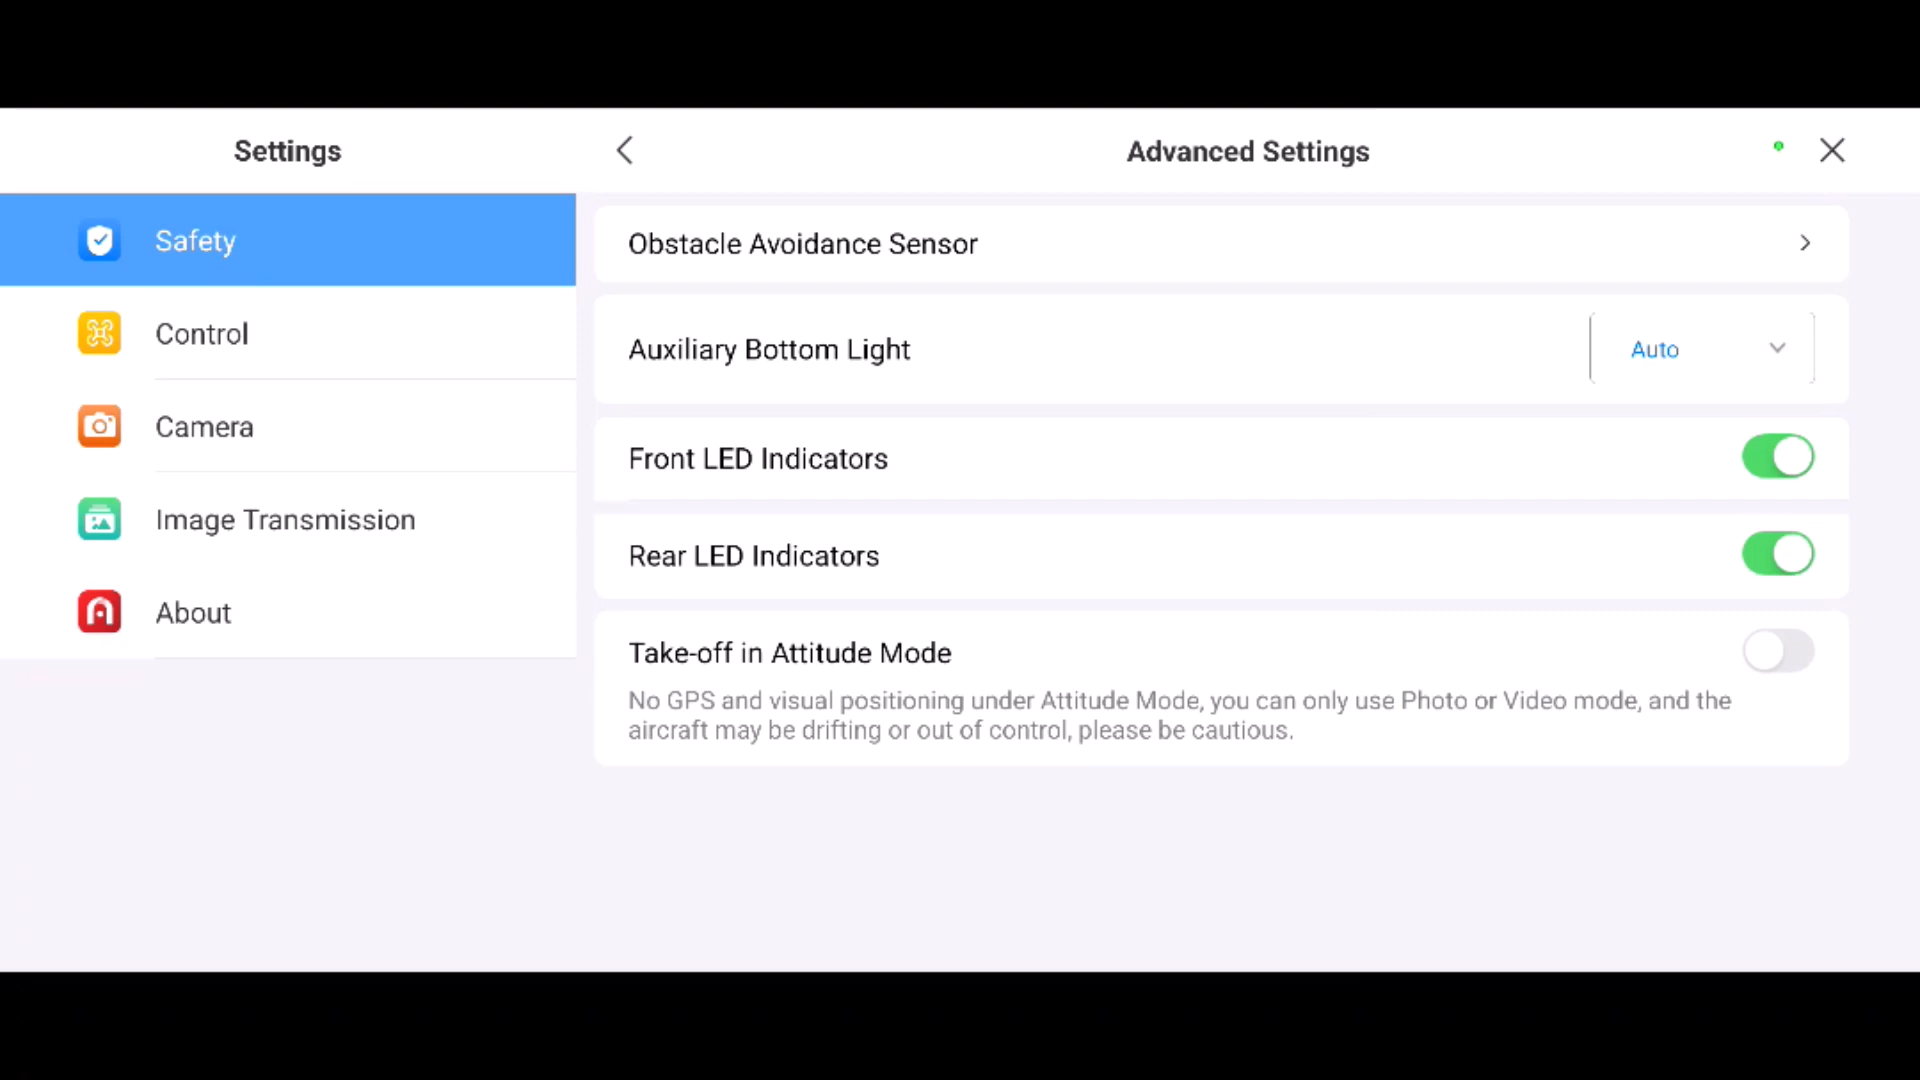 Settings
Advanced Settings
Safety
Control
Camera
Image Transmission
About
Obstacle Avoidance Sensor
Auxiliary Bottom Light
Auto
Front LED Indicators
Rear LED Indicators
Take-off in Attitude Mode
No GPS and visual positioning under Attitude Mode, you can only use Photo or Video mode, and the
aircraft may be drifting or out of control, please be cautious.